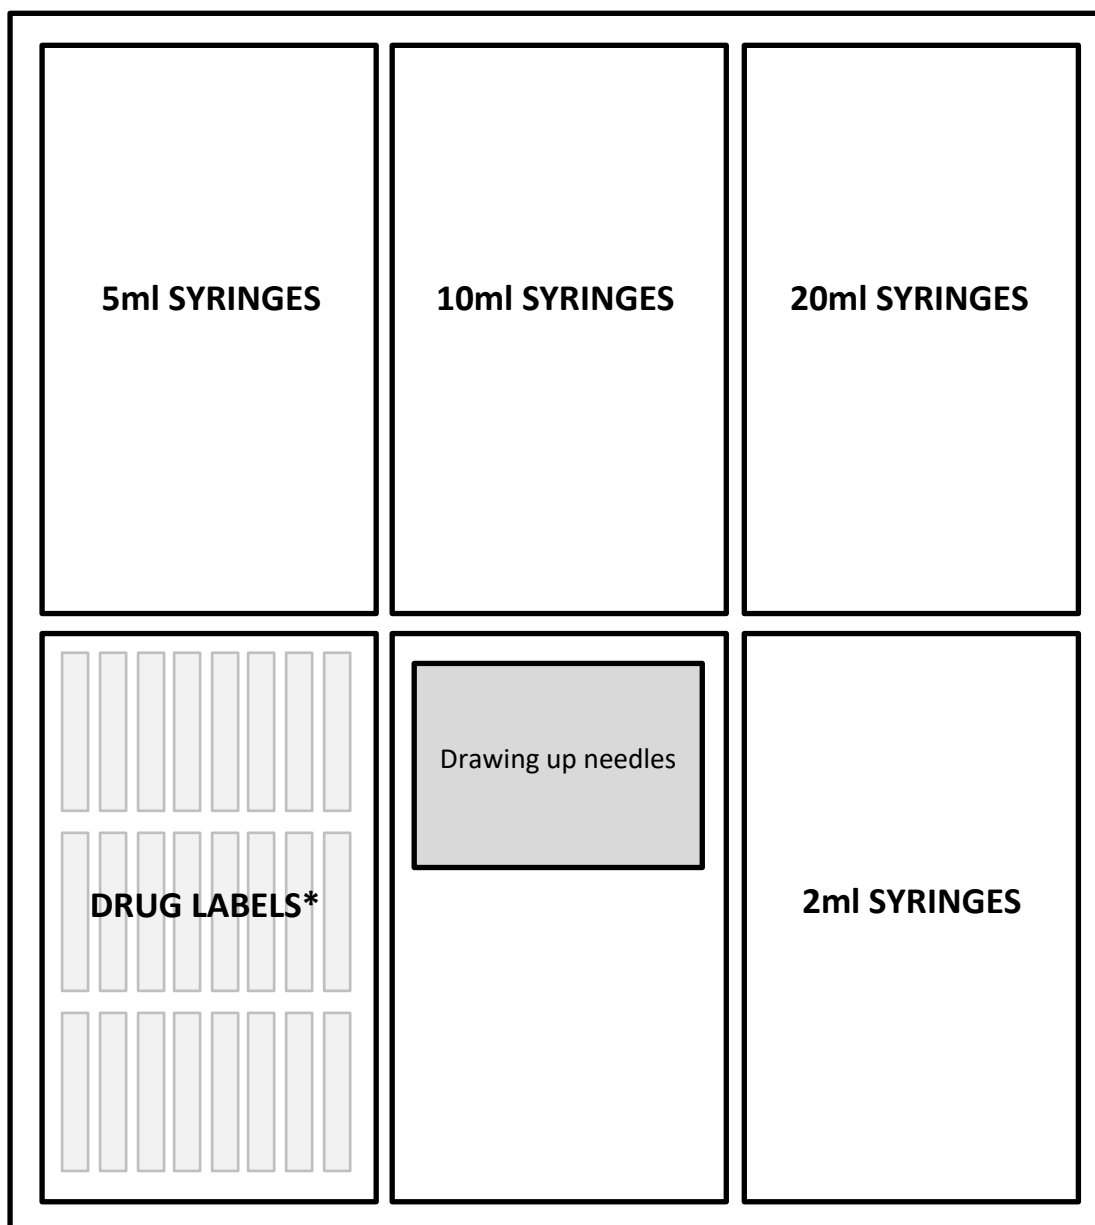 5ml SYRINGES
10ml SYRINGES
20ml SYRINGES
DRUG LABELS*
Drawing up needles
2ml SYRINGES